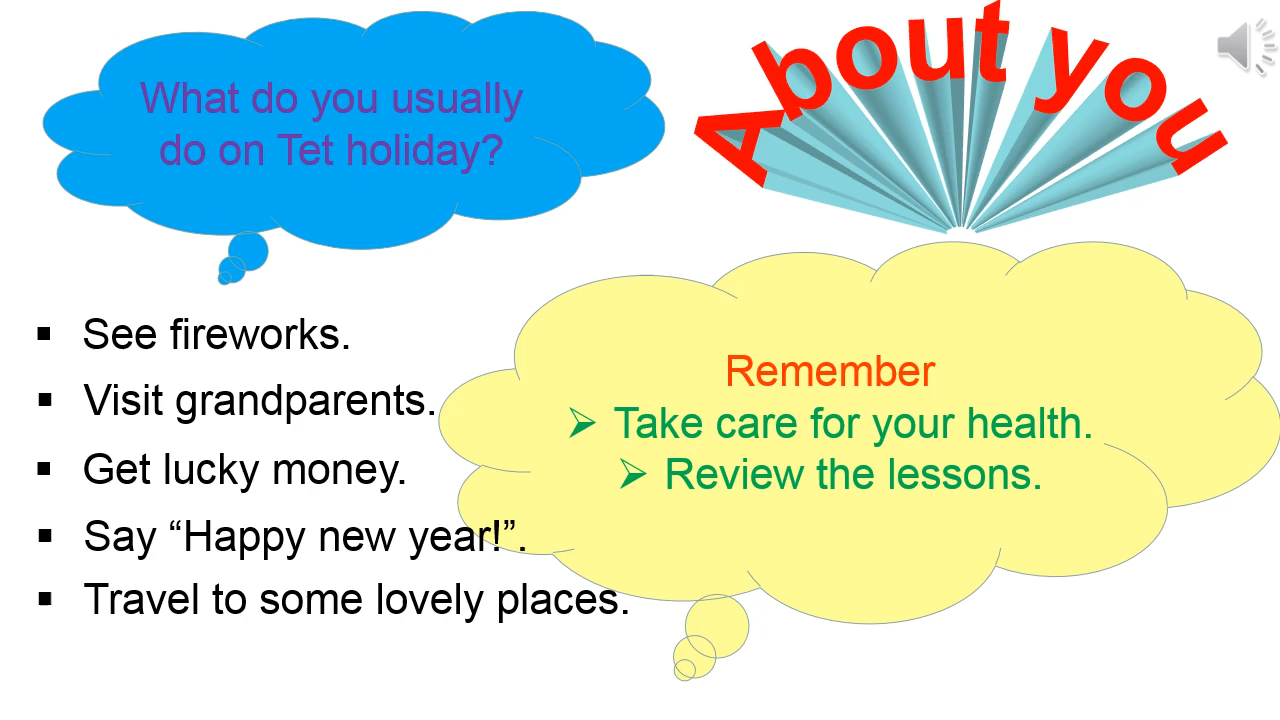 About you
What do you usually
do on Tet holiday?
▪ See fireworks.
▪ Visit grandparents.
▪ Get lucky money.
▪ Say “Happy new year!”.
▪ Travel to some lovely places.
Remember
➢ Take care for your health.
➢ Review the lessons.